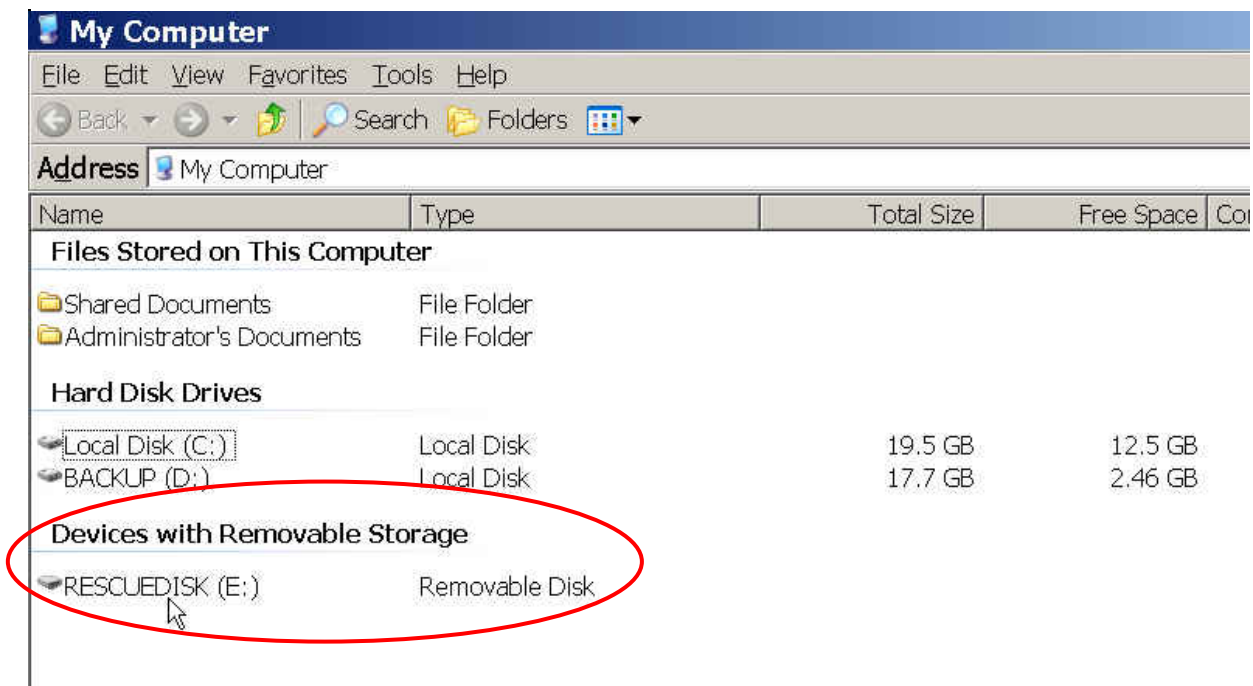 My Computer
File Edit View Favorites Tools Help
Back Search Folders
Address My Computer
Name Type Total Size Free Space
Files Stored on This Computer
Shared Documents File Folder
Administrator's Documents File Folder
Hard Disk Drives
Local Disk (C:) Local Disk 19.5 GB 12.5 GB
BACKUP (D:) Local Disk 17.7 GB 2.46 GB
Devices with Removable Storage
RESCUEDISK (E:) Removable Disk